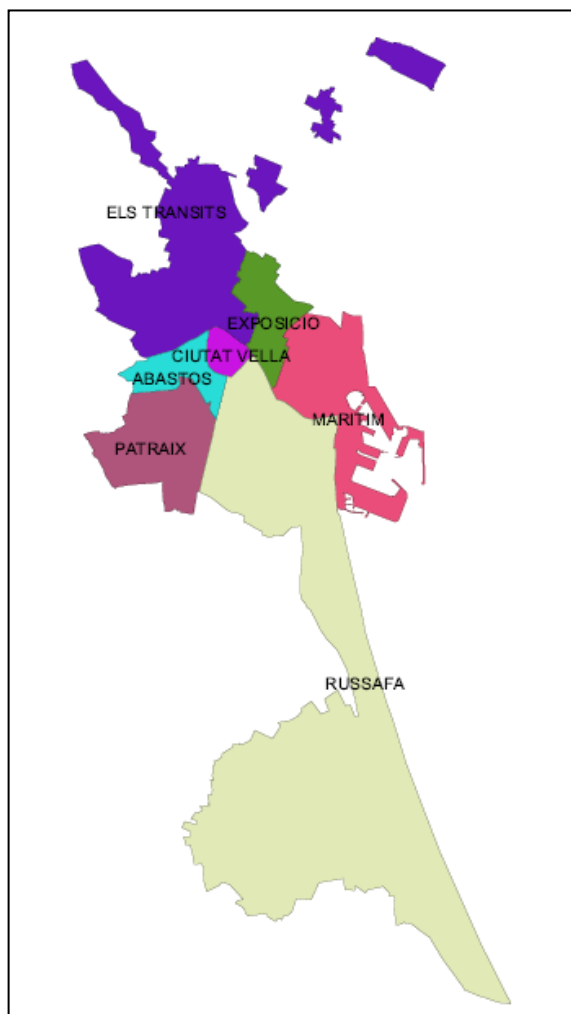 ELS TRANSITS
EXPOSICIO
CIUTAT VELLA
ABASTOS
MARITIM
PATRAIX
RUSSAFA